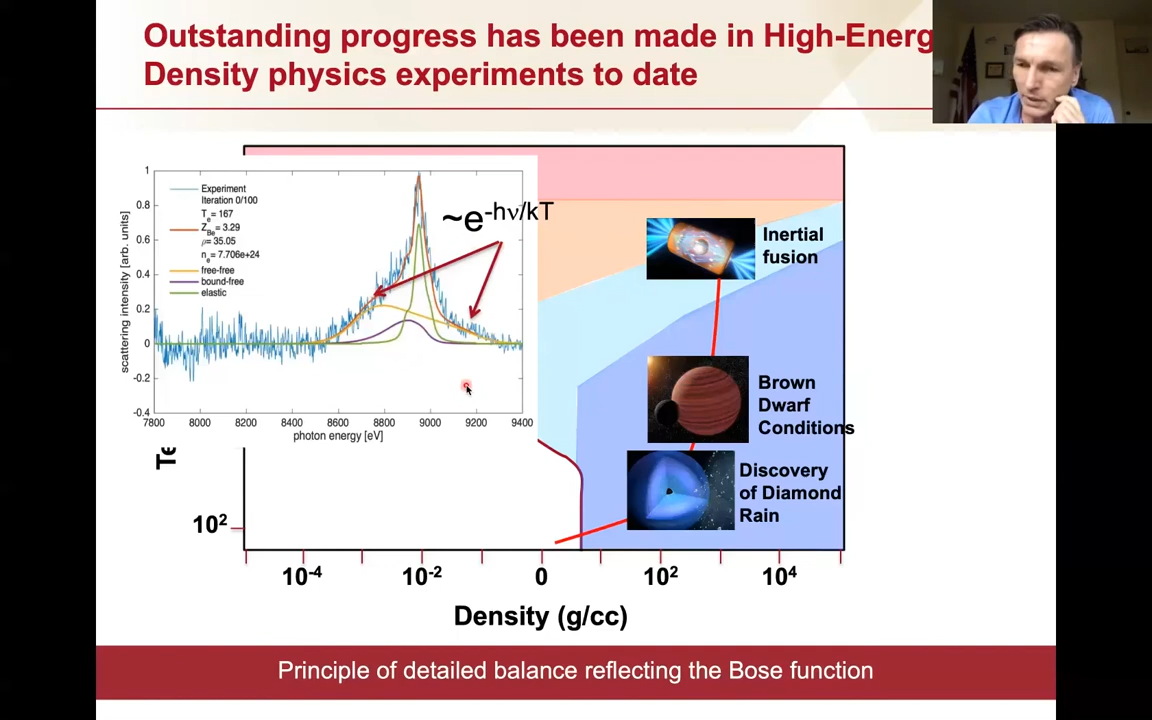 Outstanding progress has been made in High-Energ
Density physics experiments to date
1
0.8
0.6
0.4
0.2
0
-0.2
-0.4
scattering intensity [arb. units]
Experiment
Iteration 0/100
Te= 167
ZBe= 3.29
ρ= 35.05
ne= 7.706e+24
free-free
bound-free
elastic
~e-hν/kT
7800 8000 8200 8400 8600 8800 9000 9200 9400
photon energy [eV]
Inertial
fusion
Brown
Dwarf
Conditions
Discovery
of Diamond
Rain
Te
10²
10-4 10-2 0 10² 10⁴
Density (g/cc)
Principle of detailed balance reflecting the Bose function